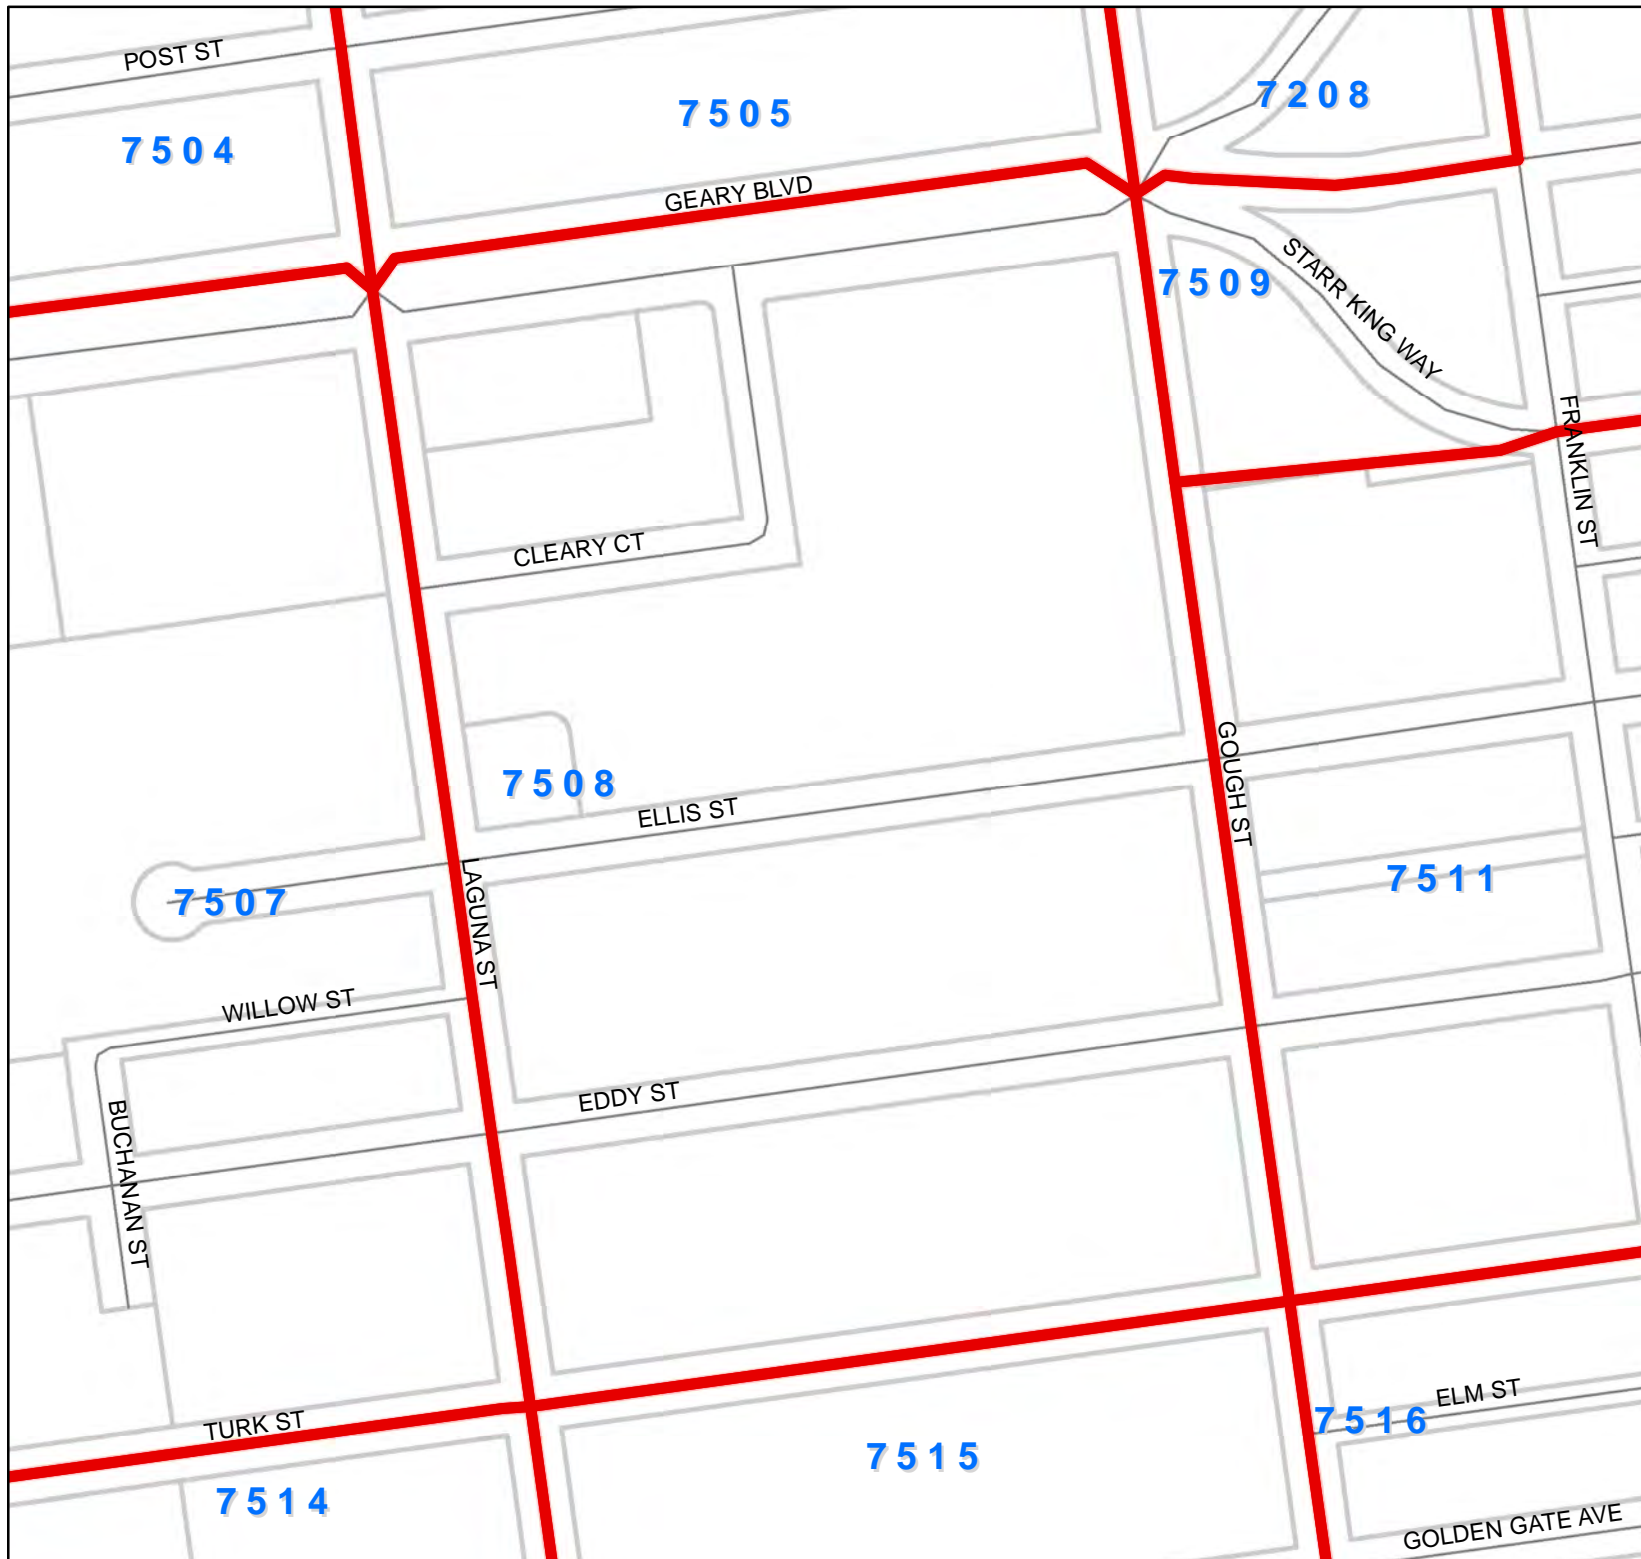 POST ST
7208
7505
7504
GEARY BLVD
7509
STARR KING WAY
FRANKLIN ST
CLEARY CT
7508
ELLIS ST
GOUGH ST
7511
7507
LAGUNA ST
WILLOW ST
EDDY ST
BUCHANAN ST
TURK ST
ELM ST
7516
7515
7514
GOLDEN GATE AVE